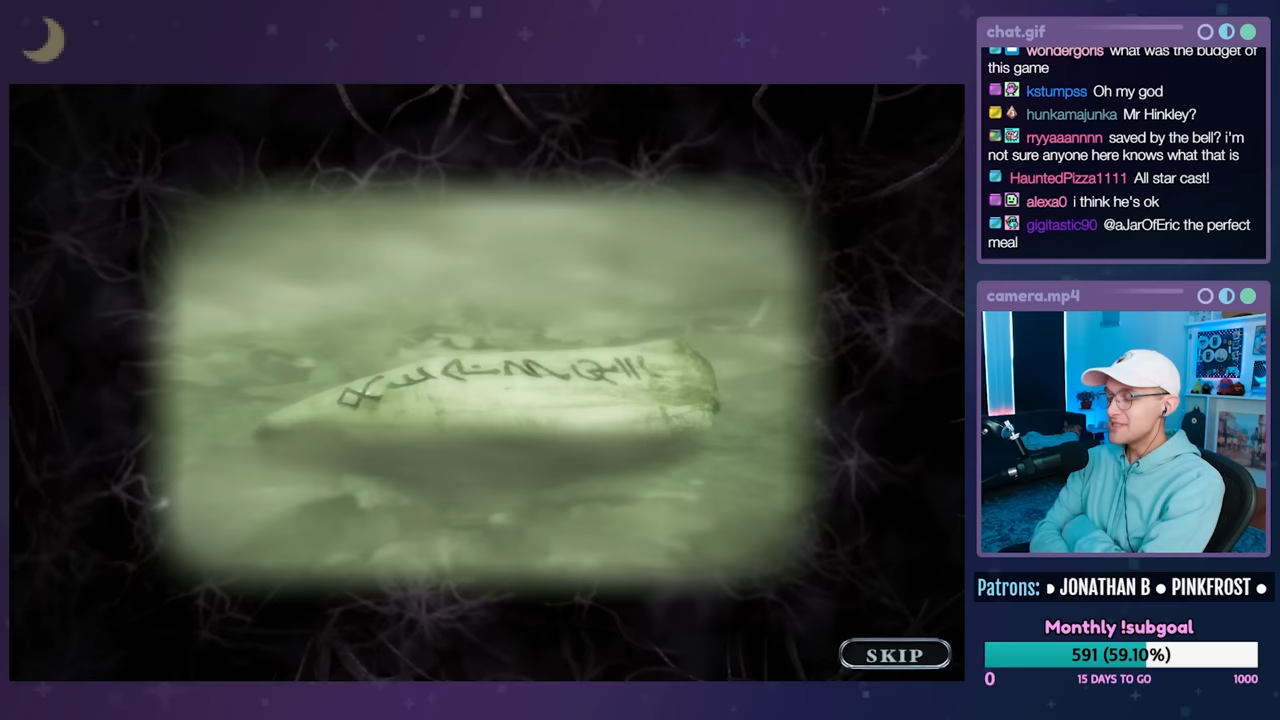 chat.gif
wondergoris what was the budget of
this game
kstumpss Oh my god
hunkamajunka Mr Hinkley?
rryyaaannnn saved by the bell? i'm
not sure anyone here knows what that is
HauntedPizza1111 All star cast!
alexa0 i think he's ok
gigitastic90 @aJarOfEric the perfect
meal
camera.mp4
Patrons: JONATHAN B ● PINKFROST ●
Monthly !subgoal
591 (59.10%)
0 15 DAYS TO GO 1000
SKIP